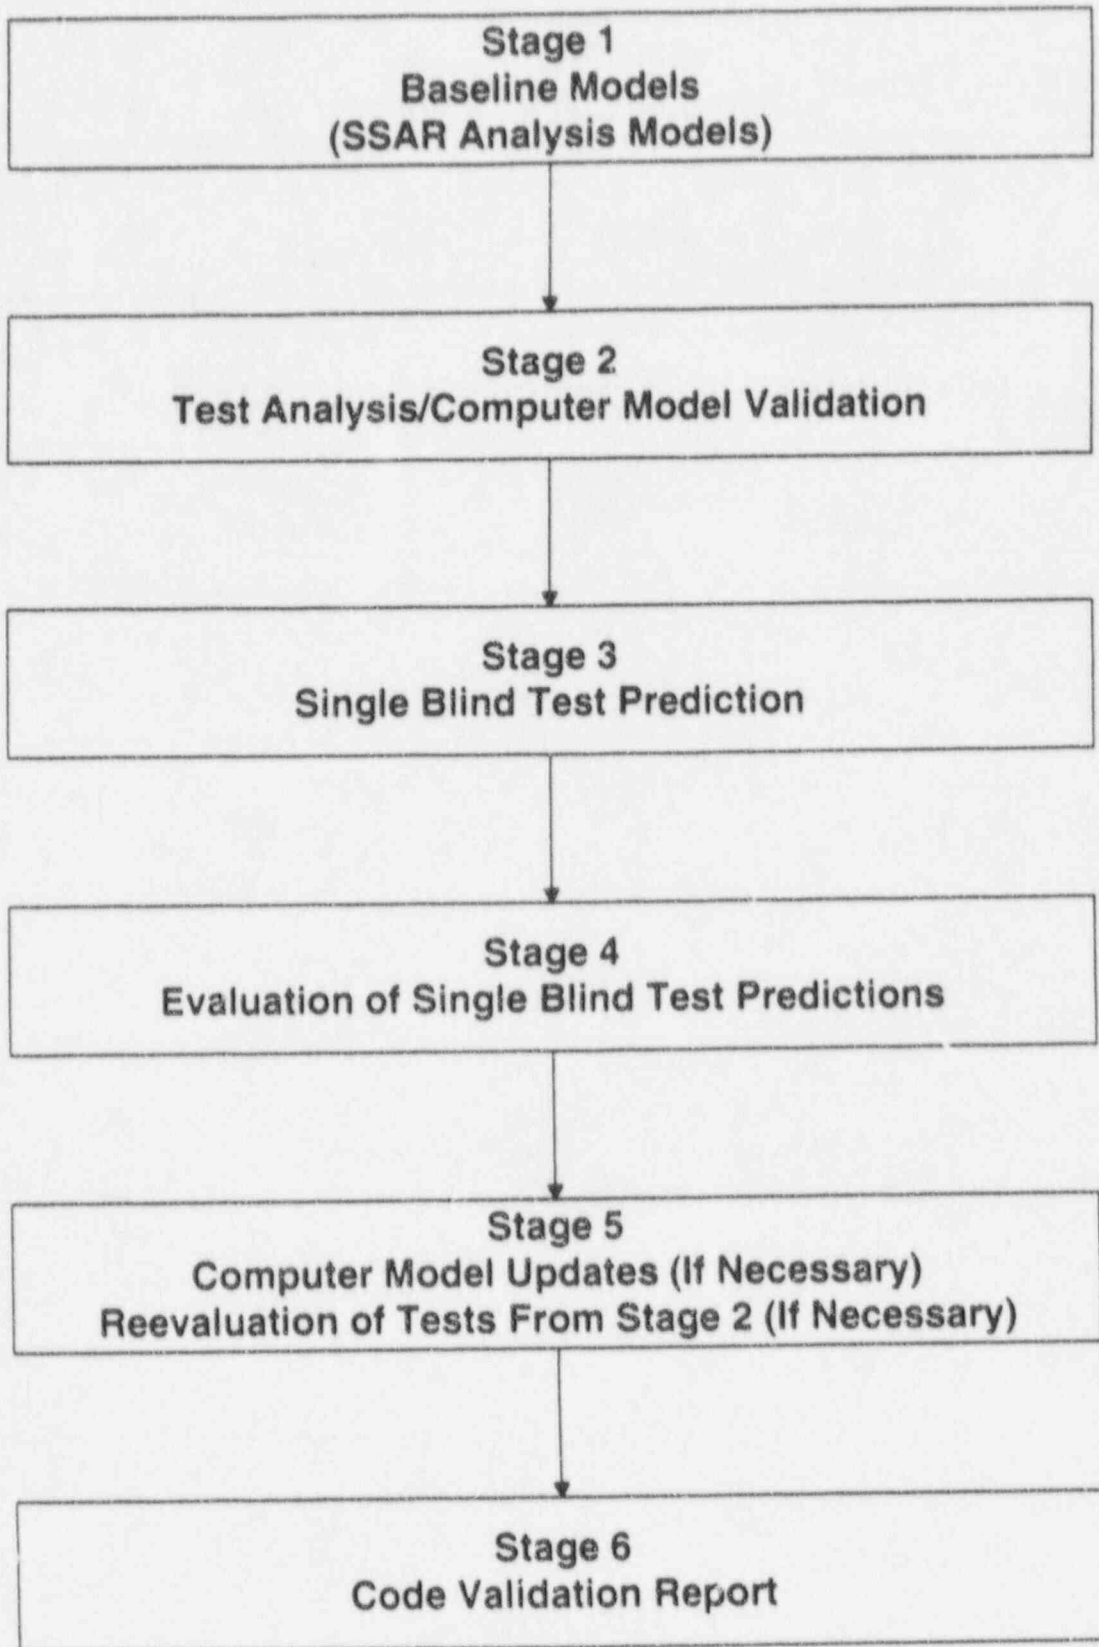 Stage 1
Baseline Models
(SSAR Analysis Models)
Stage 2
Test Analysis/Computer Model Validation
Stage 3
Single Blind Test Prediction
Stage 4
Evaluation of Single Blind Test Predictions
Stage 5
Computer Model Updates (If Necessary)
Reevaluation of Tests From Stage 2 (If Necessary)
Stage 6
Code Validation Report